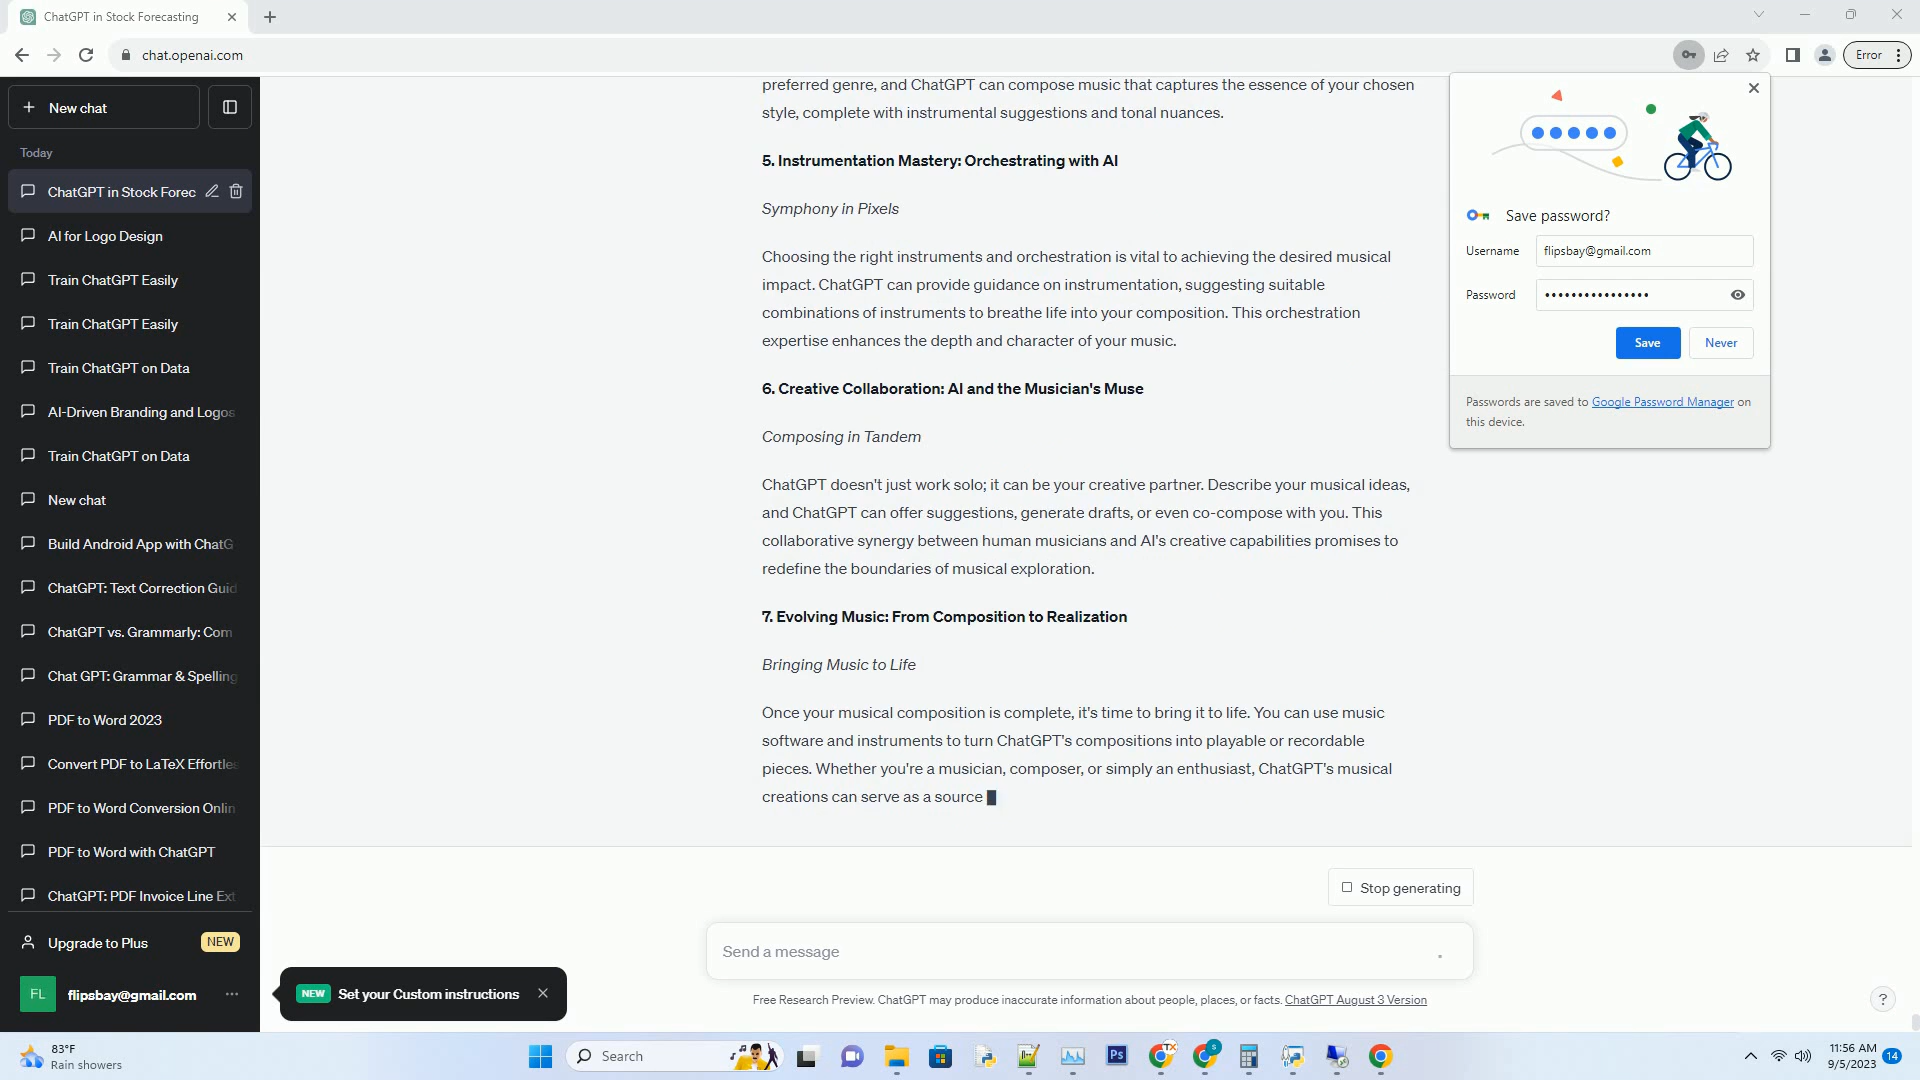 ChatGPT in Stock Forecasting
chat.openai.com
Error
New chat
Today
ChatGPT in Stock Forec
AI for Logo Design
Train ChatGPT Easily
Train ChatGPT Easily
Train ChatGPT on Data
AI-Driven Branding and Logos
Train ChatGPT on Data
New chat
Build Android App with ChatG
ChatGPT: Text Correction Guid
ChatGPT vs. Grammarly: Com
Chat GPT: Grammar & Spelling
PDF to Word 2023
Convert PDF to LaTeX Effortles
PDF to Word Conversion Onlin
PDF to Word with ChatGPT
ChatGPT: PDF Invoice Line Ext
Upgrade to Plus NEW
FL flipsbay@gmail.com
NEW Set your Custom instructions
preferred genre, and ChatGPT can compose music that captures the essence of your chosen
style, complete with instrumental suggestions and tonal nuances.
5. Instrumentation Mastery: Orchestrating with AI
Symphony in Pixels
Choosing the right instruments and orchestration is vital to achieving the desired musical
impact. ChatGPT can provide guidance on instrumentation, suggesting suitable
combinations of instruments to breathe life into your composition. This orchestration
expertise enhances the depth and character of your music.
6. Creative Collaboration: AI and the Musician's Muse
Composing in Tandem
ChatGPT doesn't just work solo; it can be your creative partner. Describe your musical ideas,
and ChatGPT can offer suggestions, generate drafts, or even co-compose with you. This
collaborative synergy between human musicians and AI's creative capabilities promises to
redefine the boundaries of musical exploration.
7. Evolving Music: From Composition to Realization
Bringing Music to Life
Once your musical composition is complete, it's time to bring it to life. You can use music
software and instruments to turn ChatGPT's compositions into playable or recordable
pieces. Whether you're a musician, composer, or simply an enthusiast, ChatGPT's musical
creations can serve as a source
Stop generating
Send a message
Free Research Preview. ChatGPT may produce inaccurate information about people, places, or facts. ChatGPT August 3 Version
?
Save password?
Username flipsbay@gmail.com
Password ••••••••••••••••
Save Never
Passwords are saved to Google Password Manager on
this device.
83°F
Rain showers
Search
Ps
TX
S
11:56 AM
9/5/2023
14